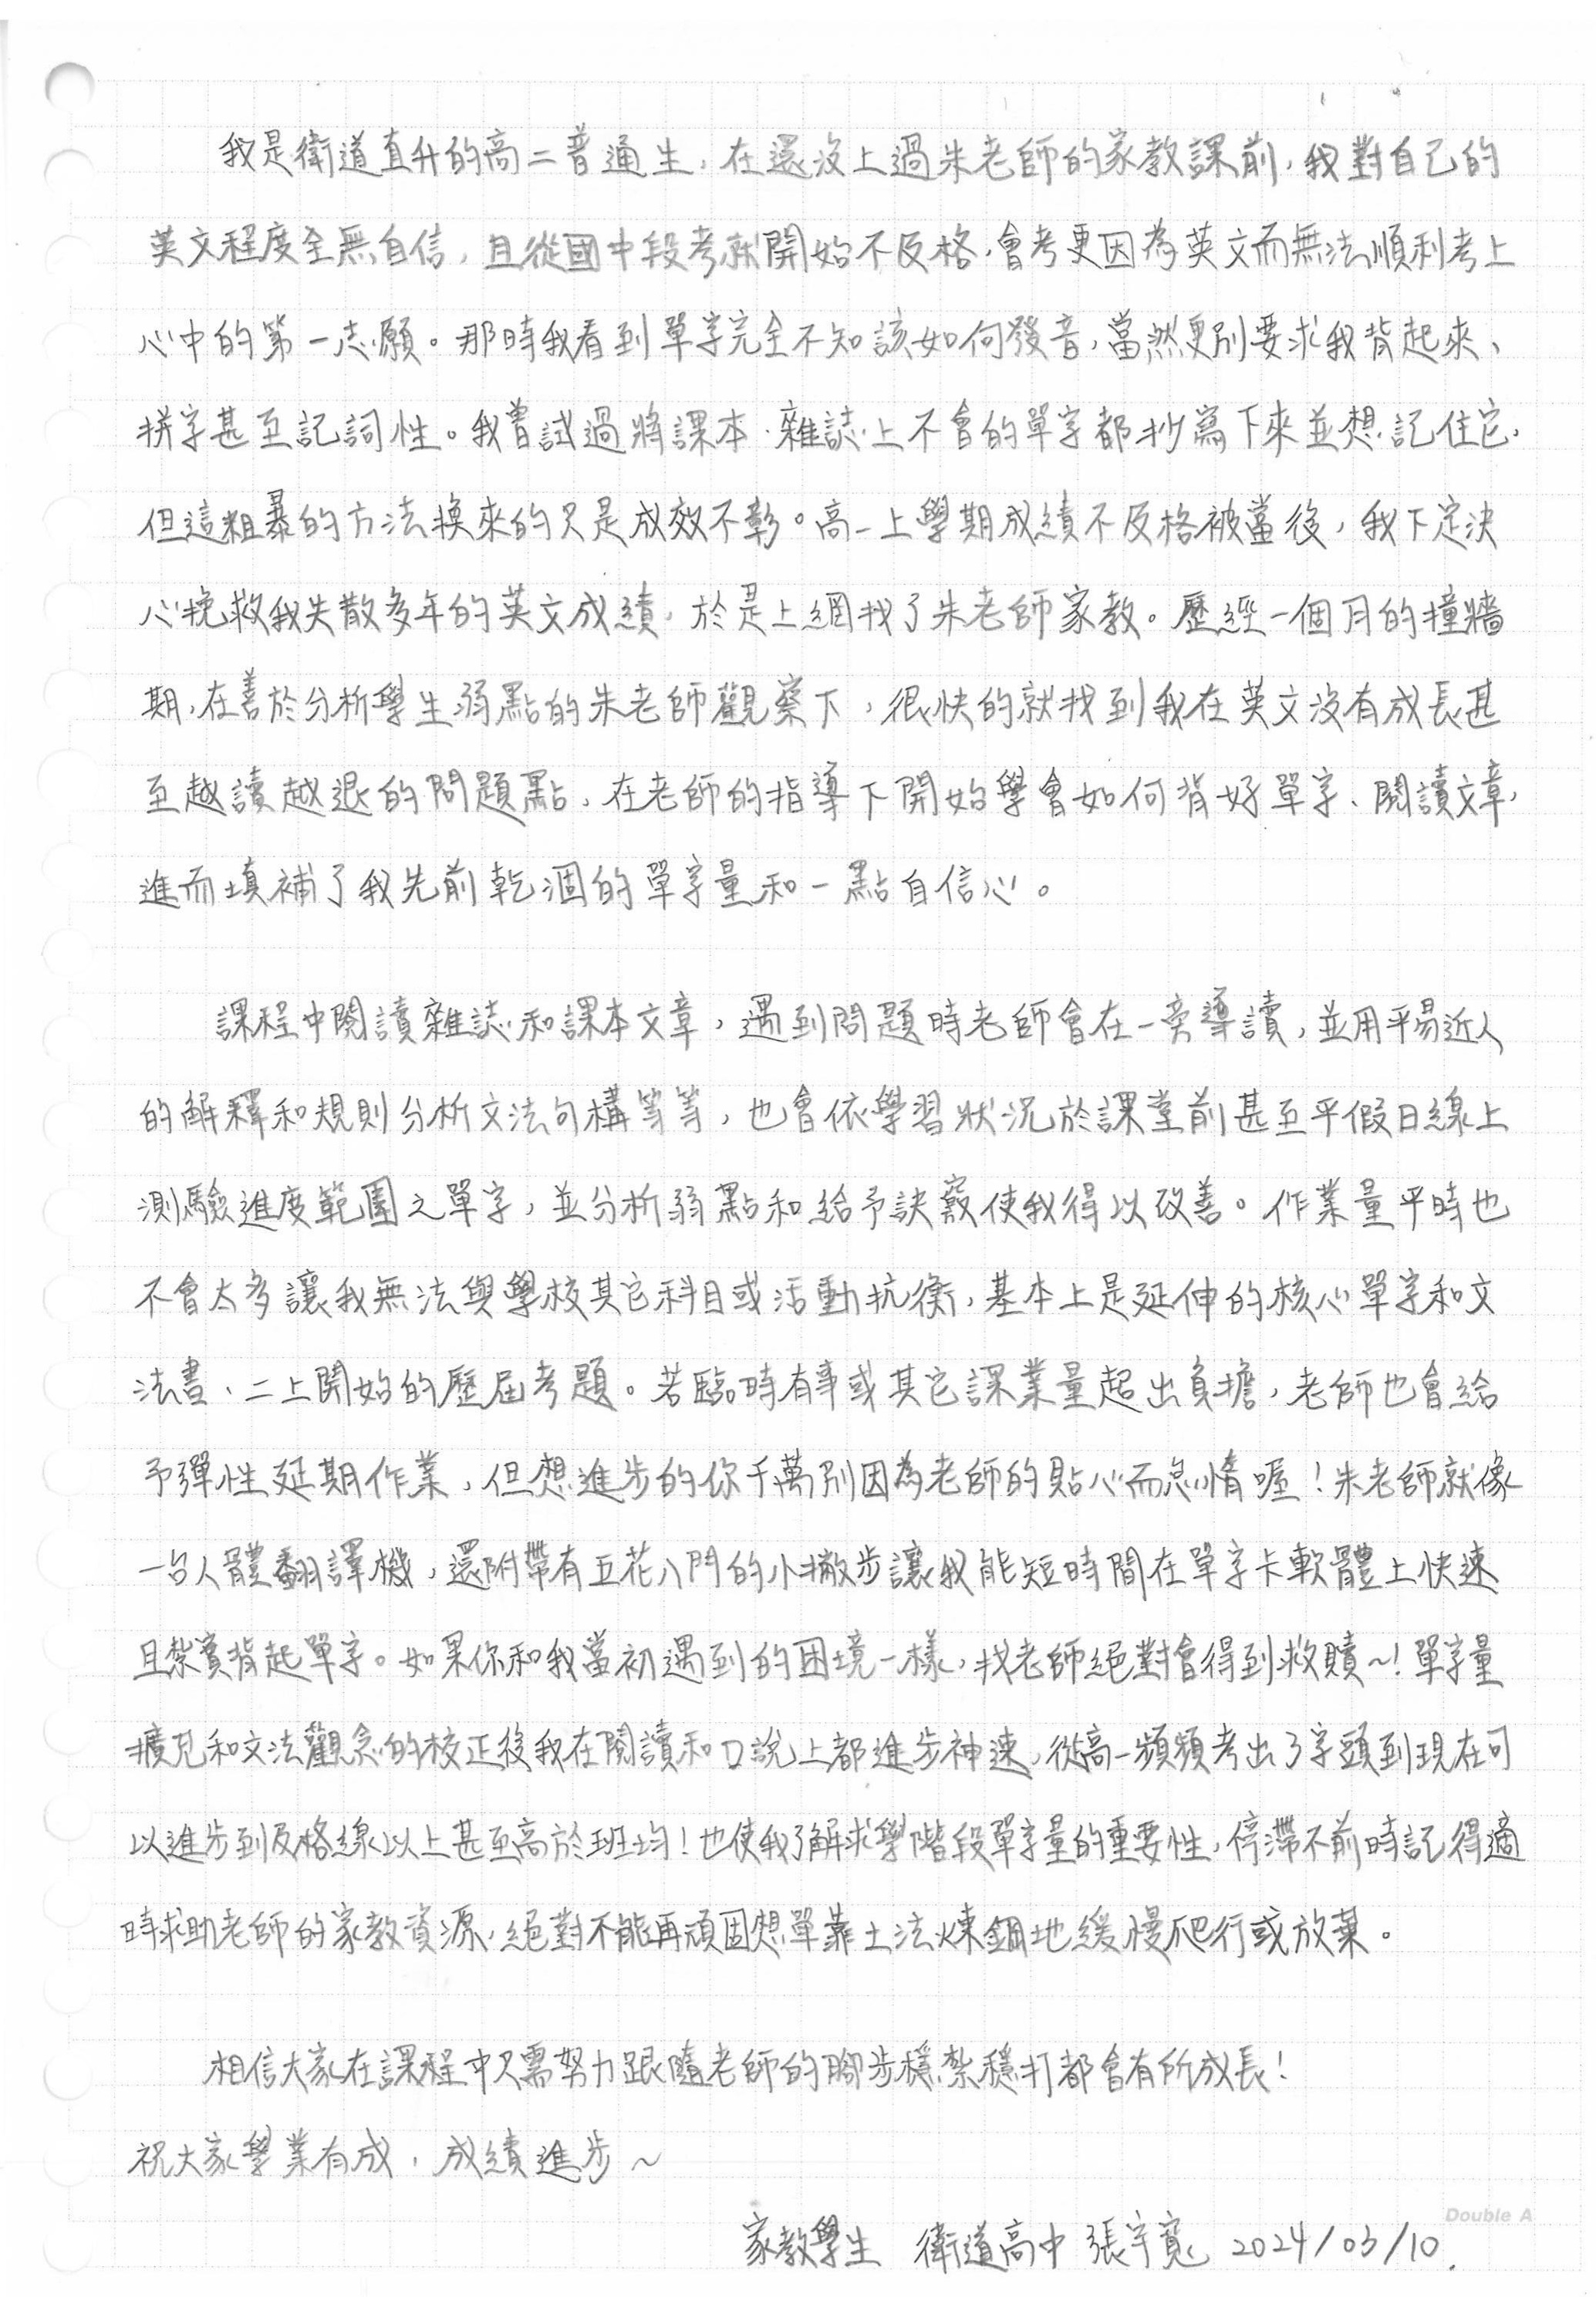 我是衛道直升的高二普通生，在還沒上過朱老師的家教課前，我對自己的
英文程度全無自信，且從國中段考就開始不及格，會考更因為英文而無法順利考上
心中的第一志願。那時我看到單字完全不知該如何發音，當然更別要求我背起來、
拼字甚至記詞性。我嘗試過將課本、雜誌上不會的單字都抄寫下來並想記住它，
但這粗暴的方法換來的只是成效不彰。高一上學期成績不及格被當後，我下定決
心挽救我失散多年的英文成績，於是上網找了朱老師家教。歷經一個月的撞牆
期，在善於分析學生弱點的朱老師觀察下，很快的就找到我在英文沒有成長甚
至越讀越退的問題點，在老師的指導下開始學會如何背好單字、閱讀文章，
進而填補了我先前乾涸的單字量和一點自信心。
課程中閱讀雜誌和課本文章，遇到問題時老師會在一旁導讀，並用平易近人
的解釋和規則分析文法句構等等，也會依學習狀況於課堂前甚至平假日線上
測驗進度範圍之單字，並分析弱點和給予訣竅使我得以改善。作業量平時也
不會太多讓我無法與學校其它科目或活動抗衡，基本上是延伸的核心單字和文
法書、二上開始的歷屆考題。若臨時有事或其它課業量超出負擔，老師也會給
予彈性延期作業，但想進步的你千萬別因為老師的貼心而怠惰喔！朱老師就像
一台人體翻譯機，還附帶有五花八門的小撇步讓我能短時間在單字卡軟體上快速
且紮實背起單字。如果你和我當初遇到的困境一樣，找老師絕對會得到救贖~！單字量
擴充和文法觀念的校正後我在閱讀和口說上都進步神速，從高一頻頻考出了字頭到現在可
以進步到及格線以上甚至高於班均！也使我了解求學階段單字量的重要性，停滯不前時記得適
時求助老師的家教資源，絕對不能再頑固想單靠土法煉鋼地緩慢爬行或放棄。
相信大家在課程中只需努力跟隨老師的腳步穩紮穩打都會有所成長！
祝大家學業有成，成績進步~
家教學生 衛道高中 張宇寬 2024/03/10.
Double A